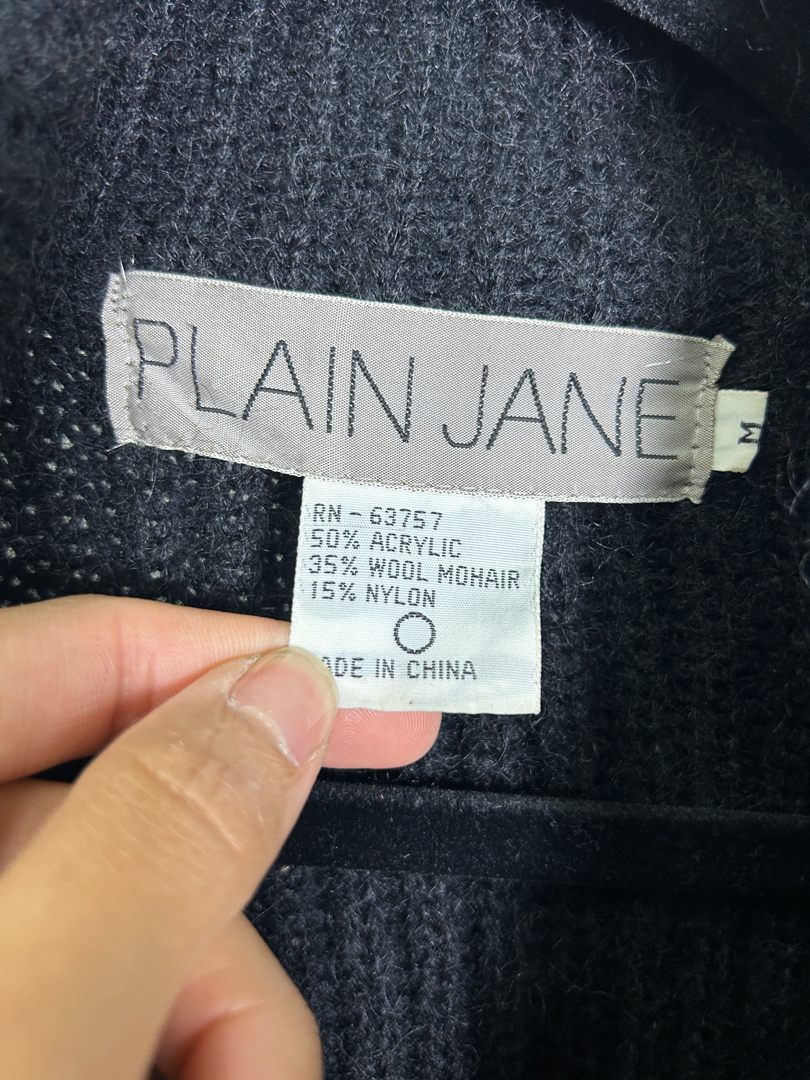 PLAIN JANE
M
RN - 63757
50% ACRYLIC
35% WOOL MOHAIR
15% NYLON
ADE IN CHINA